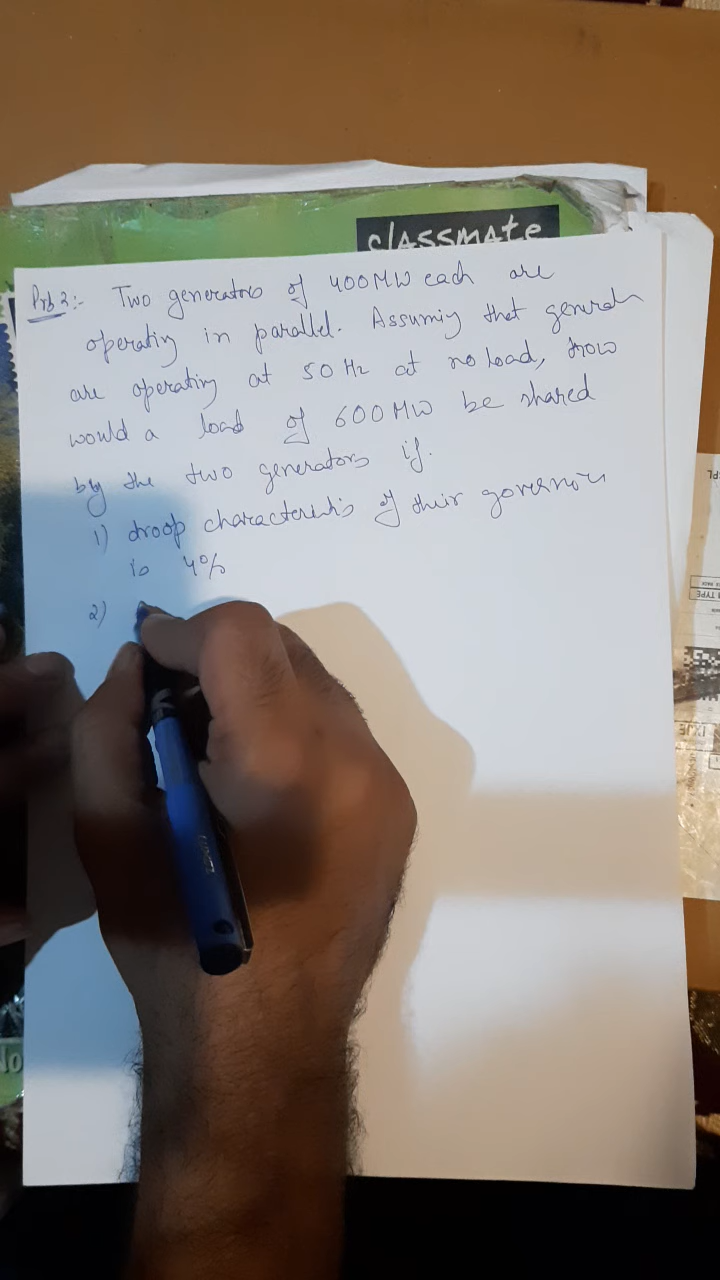 classmate
Prb 2:- Two generators of 400MW each are
operating in parallel. Assuming that
are operating at 50 Hz at no load, How
would a load of 600 MW be shared
by the two generators if.
1) droop characteristics of their governors
is 4%
2)